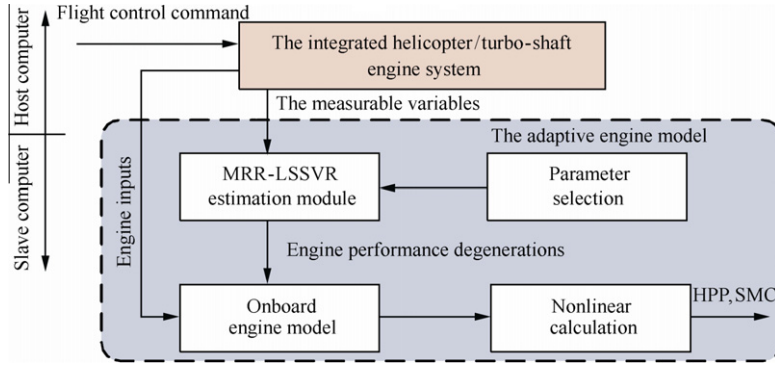 Flight control command
Host computer
The integrated helicopter/turbo-shaft
engine system
The measurable variables
The adaptive engine model
Slave computer
Engine inputs
MRR-LSSVR
estimation module
Parameter
selection
Engine performance degenerations
Onboard
engine model
Nonlinear
calculation
HPP, SMC